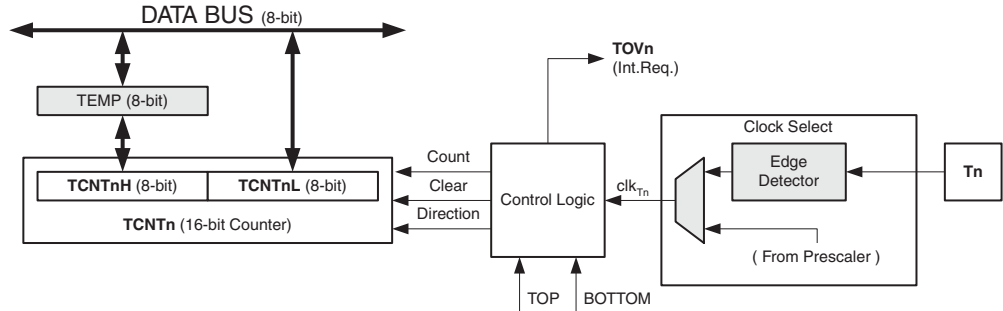 DATA BUS (8-bit)
TOVn
(Int.Req.)
TEMP (8-bit)
Clock Select
Count
Edge
Detector
Tn
TCNTnH (8-bit) TCNTnL (8-bit)
Clear
Control Logic
clkTn
TCNTn (16-bit Counter)
Direction
( From Prescaler )
TOP
BOTTOM